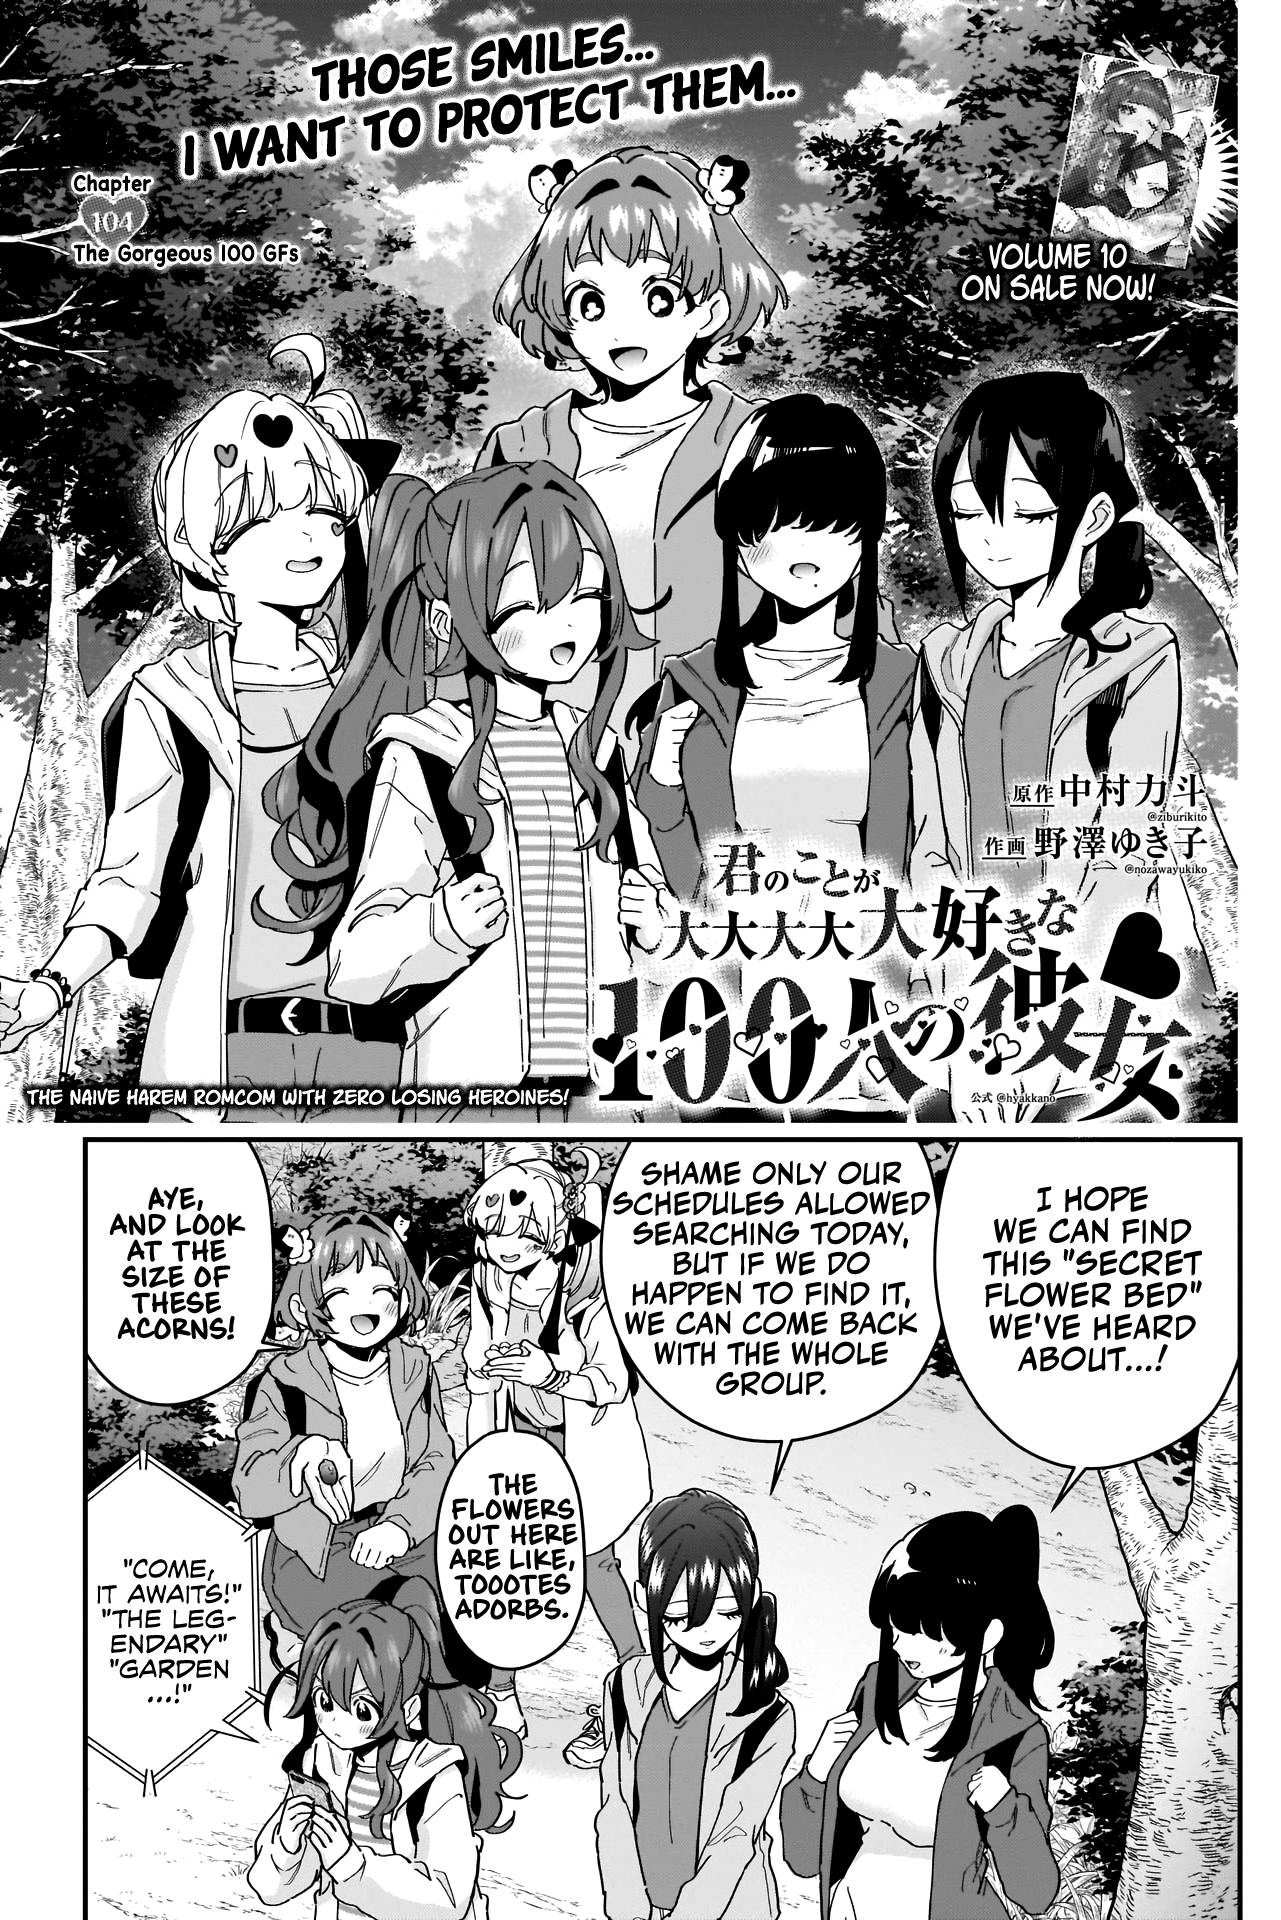 THOSE SMILES...
I WANT TO PROTECT THEM...
Chapter
104
The Gorgeous 100 GFs
VOLUME 10
ON SALE NOW!
原作 中村力斗
@ziburikito
作画 野澤ゆき子
@nozawayukiko
君のことが
大大大大大好きな
100人の彼女
公式 @hyakkano
THE NAIVE HAREM ROMCOM WITH ZERO LOSING HEROINES!
I HOPE
WE CAN FIND
THIS "SECRET
FLOWER BED"
WE'VE HEARD
ABOUT...!
SHAME ONLY OUR
SCHEDULES ALLOWED
SEARCHING TODAY,
BUT IF WE DO
HAPPEN TO FIND IT,
WE CAN COME BACK
WITH THE WHOLE
GROUP.
AYE,
AND LOOK
AT THE
SIZE OF
THESE
ACORNS!
THE
FLOWERS
OUT HERE
ARE LIKE,
TOOOTES
ADORBS.
"COME,
IT AWAITS!"
"THE LEG-
ENDARY"
"GARDEN
...!"